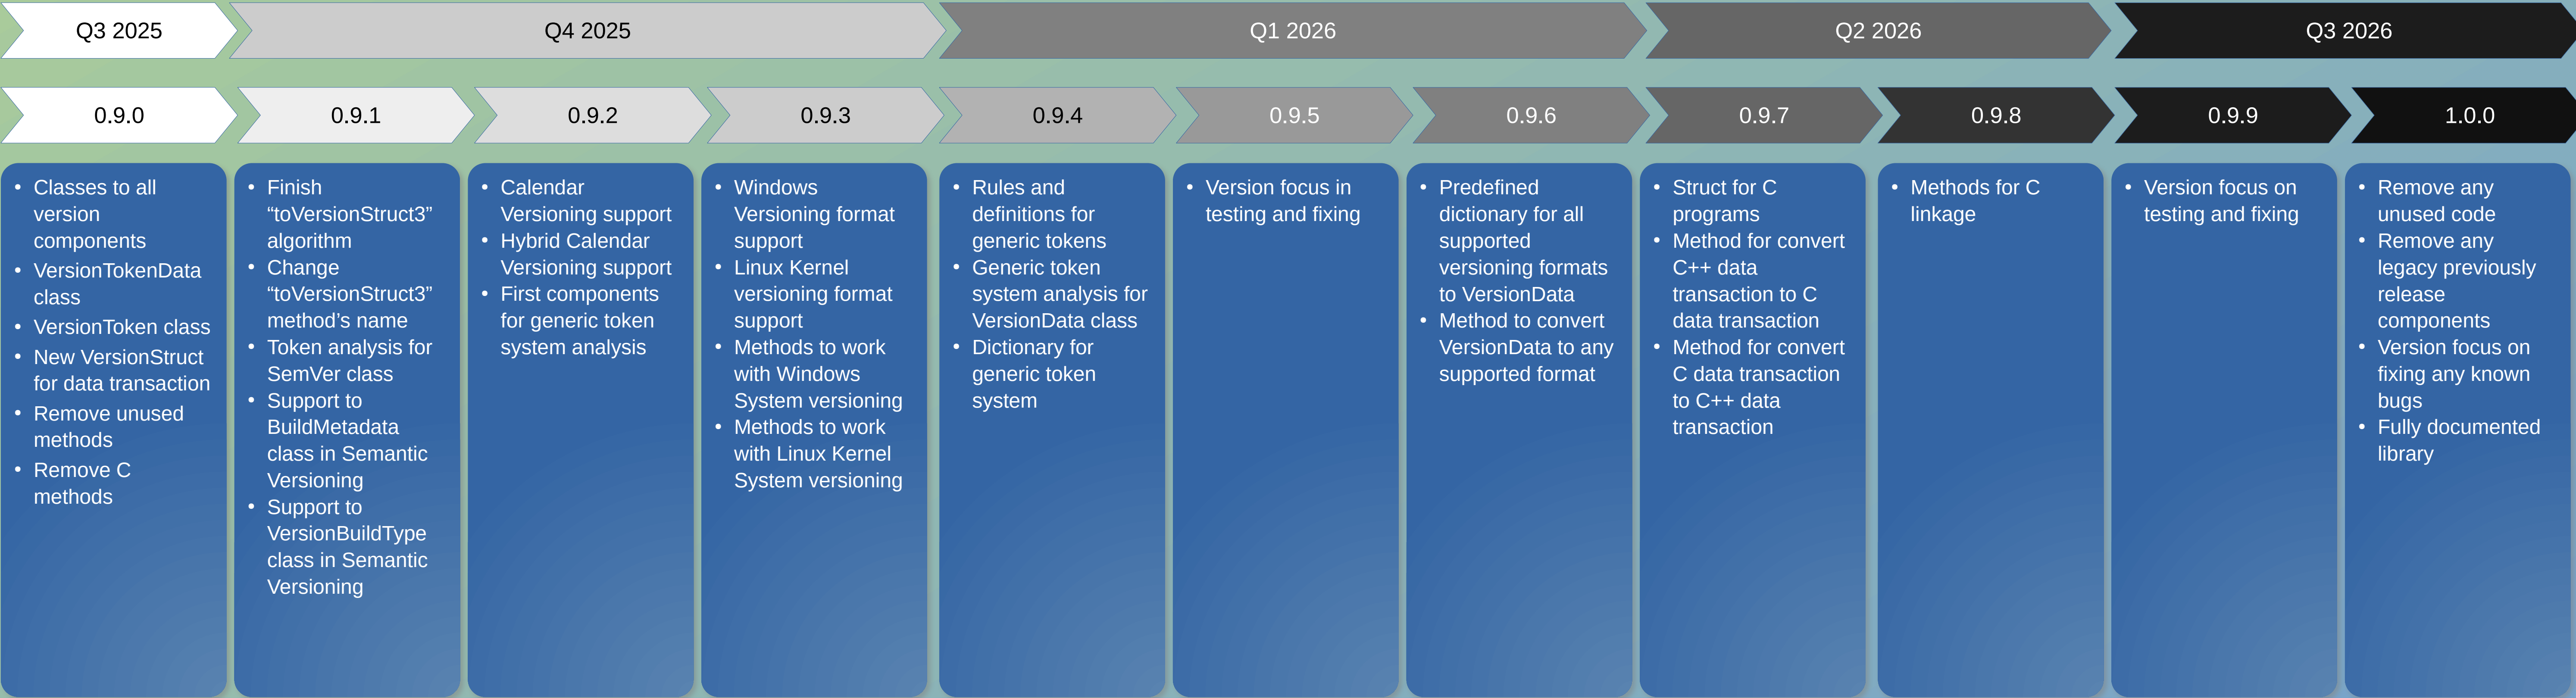 Q3 2025
Q4 2025
Q1 2026
Q2 2026
Q3 2026
0.9.0
0.9.1
0.9.2
0.9.3
0.9.4
0.9.5
0.9.6
0.9.7
0.9.8
0.9.9
1.0.0
• Classes to all
version
components
• VersionTokenData
class
• VersionToken class
• New VersionStruct
for data transaction
• Remove unused
methods
• Remove C
methods
• Finish
“toVersionStruct3”
algorithm
• Change
“toVersionStruct3”
method’s name
• Token analysis for
SemVer class
• Support to
BuildMetadata
class in Semantic
Versioning
• Support to
VersionBuildType
class in Semantic
Versioning
• Calendar
Versioning support
• Hybrid Calendar
Versioning support
• First components
for generic token
system analysis
• Windows
Versioning format
support
• Linux Kernel
versioning format
support
• Methods to work
with Windows
System versioning
• Methods to work
with Linux Kernel
System versioning
• Rules and
definitions for
generic tokens
• Generic token
system analysis for
VersionData class
• Dictionary for
generic token
system
• Version focus in
testing and fixing
• Predefined
dictionary for all
supported
versioning formats
to VersionData
• Method to convert
VersionData to any
supported format
• Struct for C
programs
• Method for convert
C++ data
transaction to C
data transaction
• Method for convert
C data transaction
to C++ data
transaction
• Methods for C
linkage
• Version focus on
testing and fixing
• Remove any
unused code
• Remove any
legacy previously
release
components
• Version focus on
fixing any known
bugs
• Fully documented
library